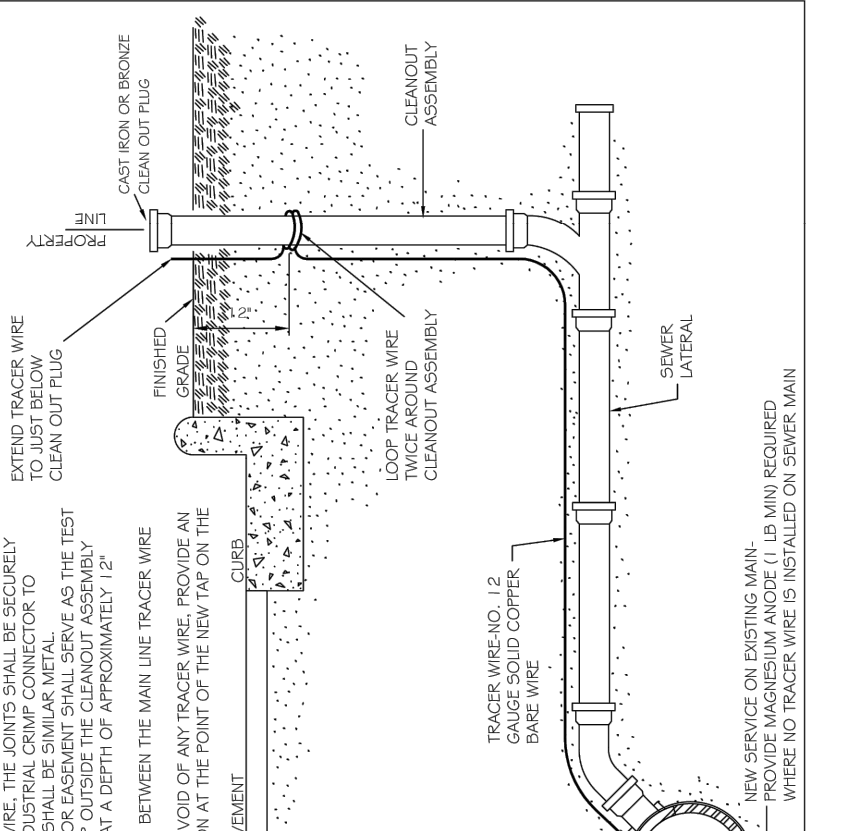 WIRE, THE JOINTS SHALL BE SECURELY
DUSTRIAL CRIMP CONNECTOR TO
SHALL BE SIMILAR METAL.
OR EASEMENT SHALL SERVE AS THE TEST
OUTSIDE THE CLEANOUT ASSEMBLY
AT A DEPTH OF APPROXIMATELY 12"
BETWEEN THE MAIN LINE TRACER WIRE
VOID OF ANY TRACER WIRE, PROVIDE AN
ON AT THE POINT OF THE NEW TAP ON THE
EXTEND TRACER WIRE
TO JUST BELOW
CLEAN OUT PLUG
PROPERTY
LINE
CAST IRON OR BRONZE
CLEAN OUT PLUG
FINISHED
GRADE
12"
CURB
VEMENT
CLEANOUT
ASSEMBLY
LOOP TRACER WIRE
TWICE AROUND
CLEANOUT ASSEMBLY
TRACER WIRE-NO. 12
GAUGE SOLID COPPER
BARE WIRE
SEWER
LATERAL
NEW SERVICE ON EXISTING MAIN-
PROVIDE MAGNESIUM ANODE (1 LB MIN) REQUIRED
WHERE NO TRACER WIRE IS INSTALLED ON SEWER MAIN